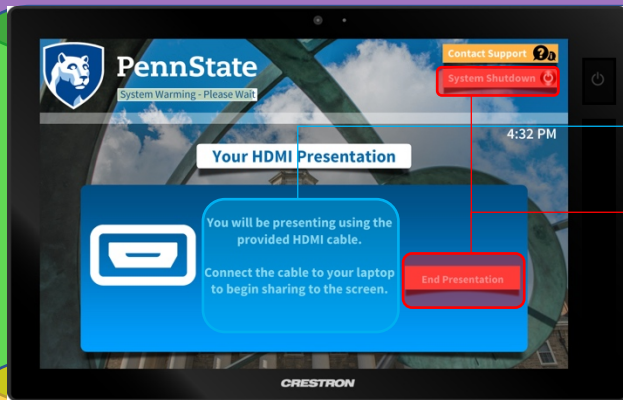 Contact Support
PennState
System Shutdown
System Warming - Please Wait
4:32 PM
Your HDMI Presentation
You will be presenting using the
provided HDMI cable.
Connect the cable to your laptop
to begin sharing to the screen.
End Presentation
CRESTRON